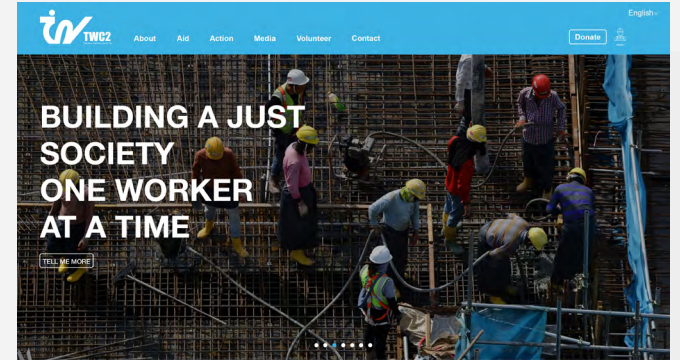 English
TWC2
About
Aid
Action
Media
Volunteer
Contact
Donate
BUILDING A JUST
SOCIETY
ONE WORKER
AT A TIME
TELL ME MORE